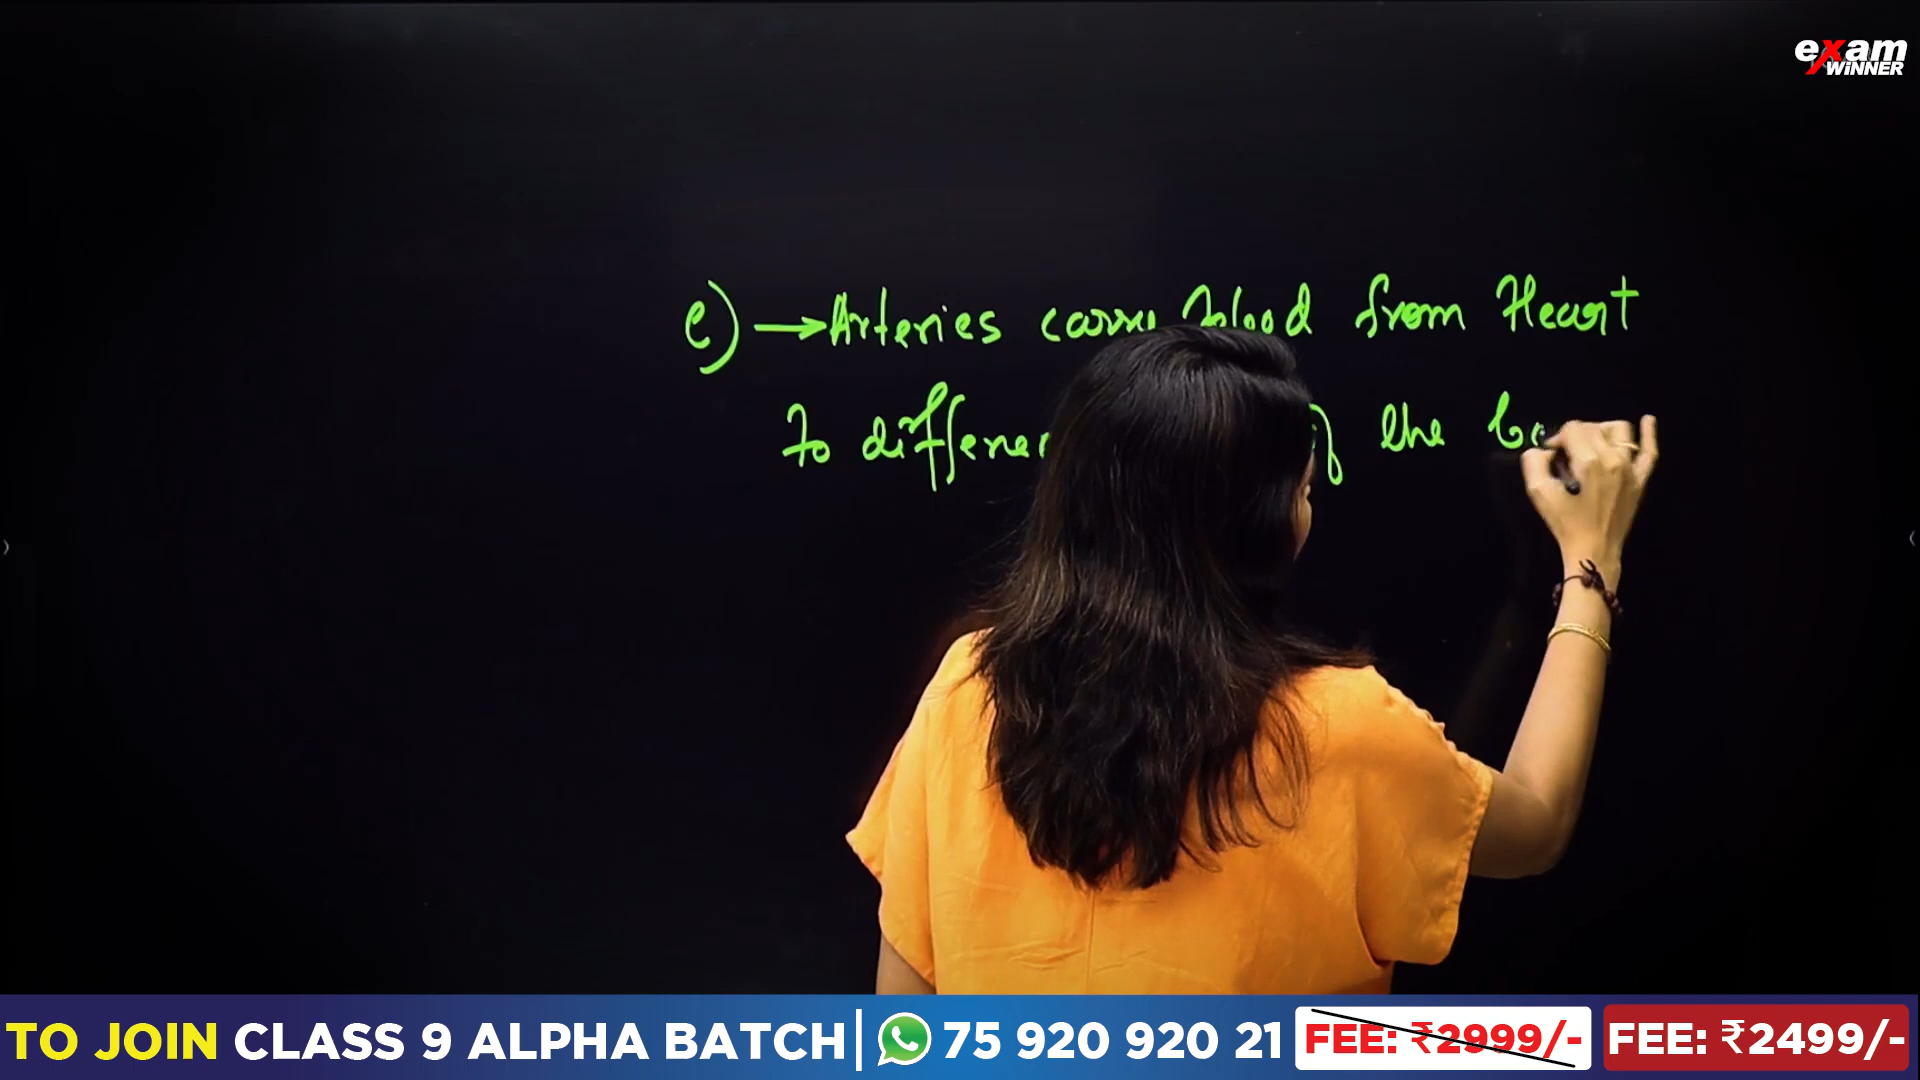 exam
WiNNER
e) → Arteries carry blood from Heart
To of the
TO JOIN CLASS 9 ALPHA BATCH | 75 920 920 21 FEE: ₹2999/- FEE: ₹2499/-